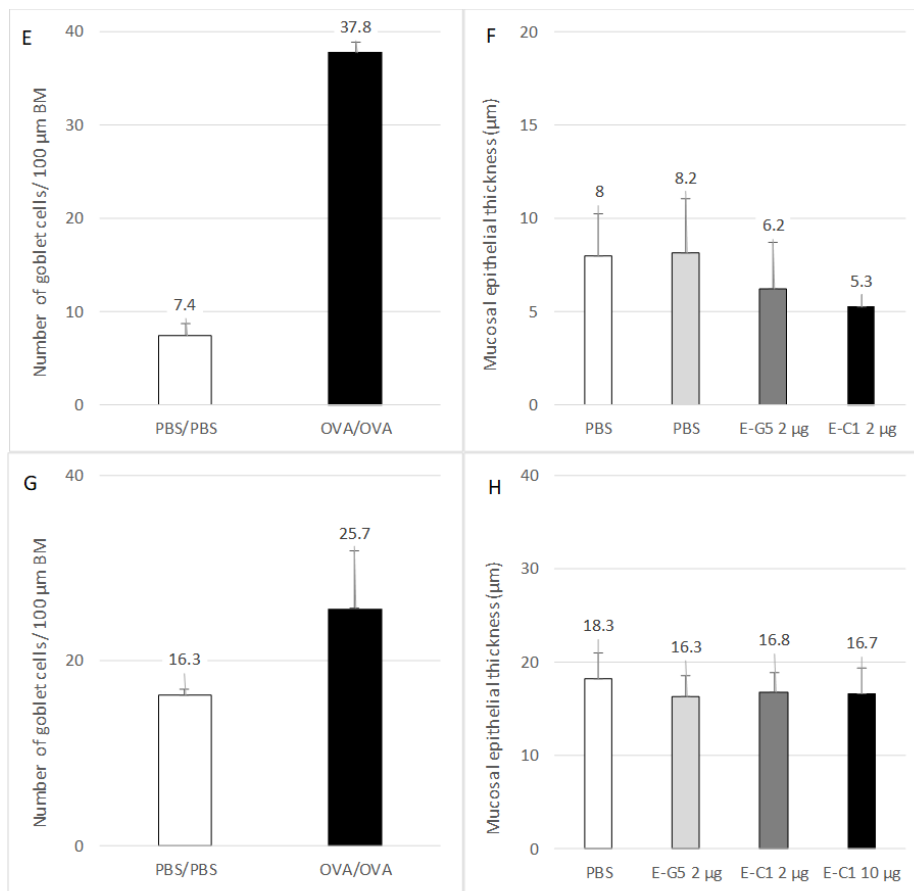 E
Number of goblet cells/ 100 µm BM
40
30
20
10
0
7.4
37.8
PBS/PBS
OVA/OVA
F
Mucosal epithelial thickness (µm)
20
15
10
5
0
8
8.2
6.2
5.3
PBS
PBS
E-G5 2 µg
E-C1 2 µg
G
Number of goblet cells/ 100 µm BM
40
20
0
16.3
25.7
PBS/PBS
OVA/OVA
H
Mucosal epithelial thickness (µm)
40
30
20
10
0
18.3
16.3
16.8
16.7
PBS
E-G5 2 µg
E-C1 2 µg
E-C1 10 µg